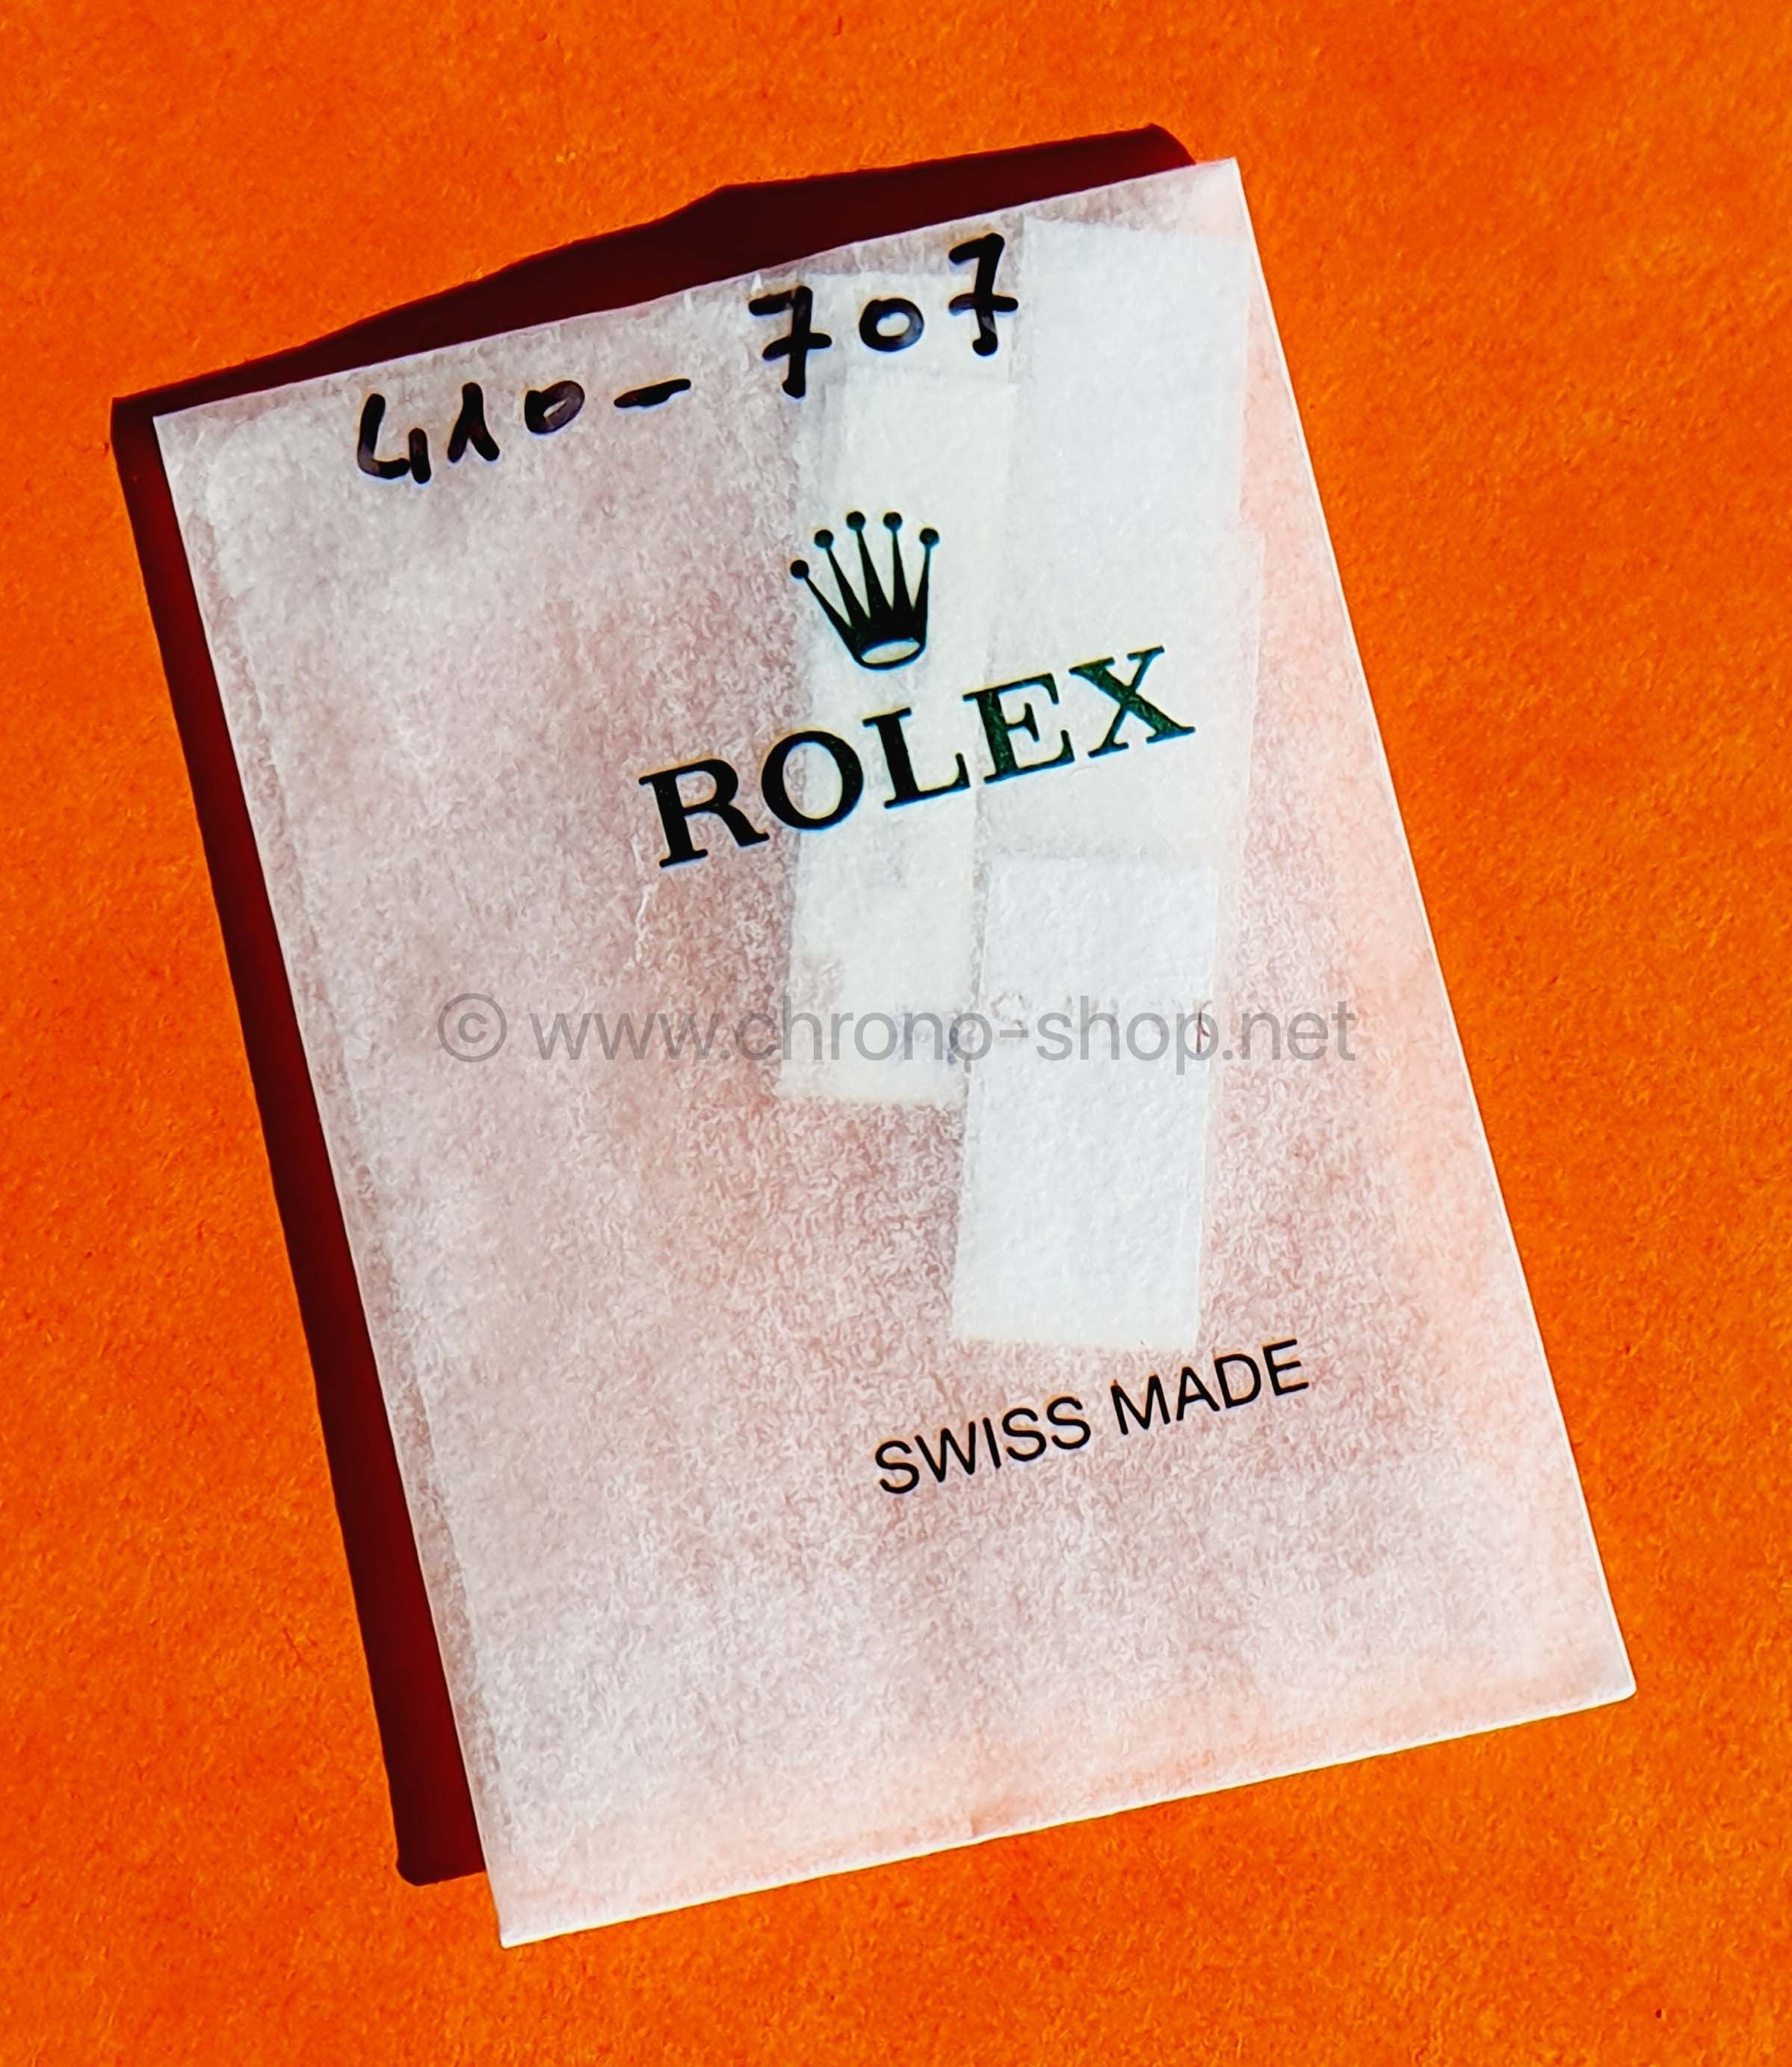 410-707
ROLEX
© www.chrono-shop.net
SWISS MADE